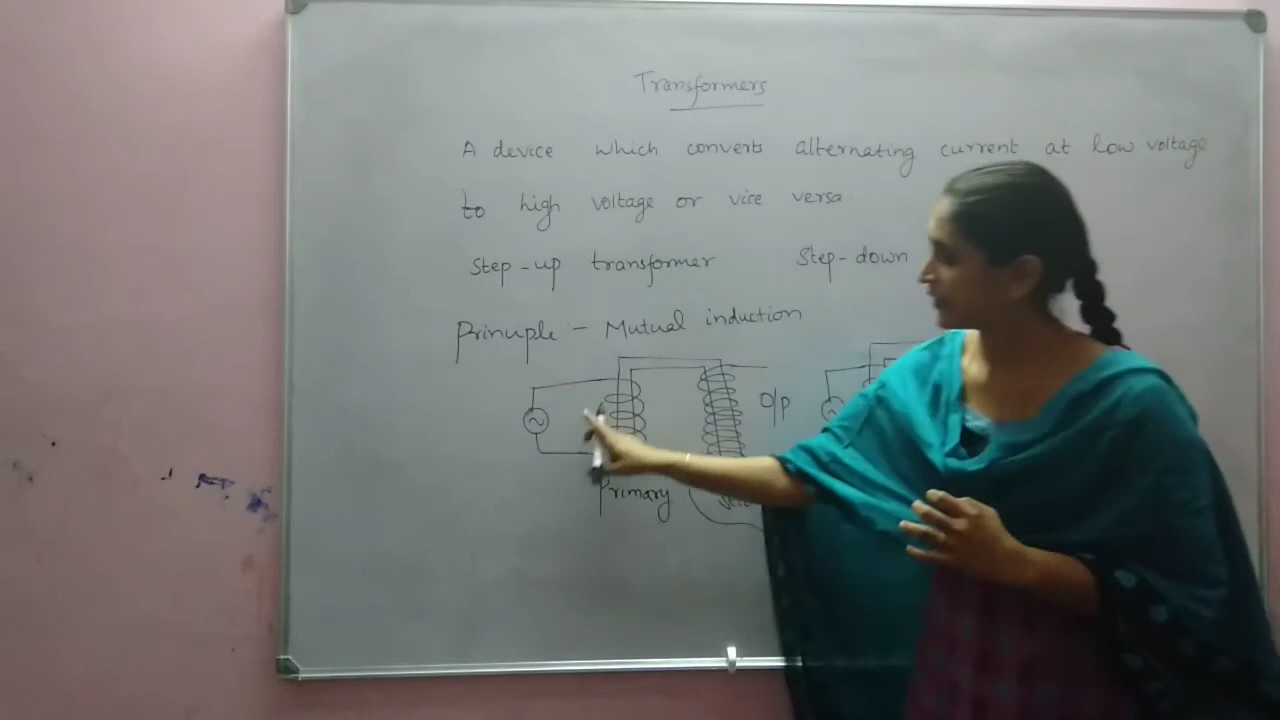 Transformers
A device which converts alternating current at low voltage
to high voltage or vice versa
Step-up transformer Step-down
Principle - Mutual induction
O/p
Primary